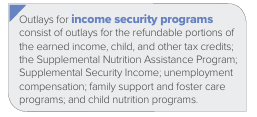 Outlays for income security programs
consist of outlays for the refundable portions of
the earned income, child, and other tax credits;
the Supplemental Nutrition Assistance Program;
Supplemental Security Income; unemployment
compensation; family support and foster care
programs; and child nutrition programs.